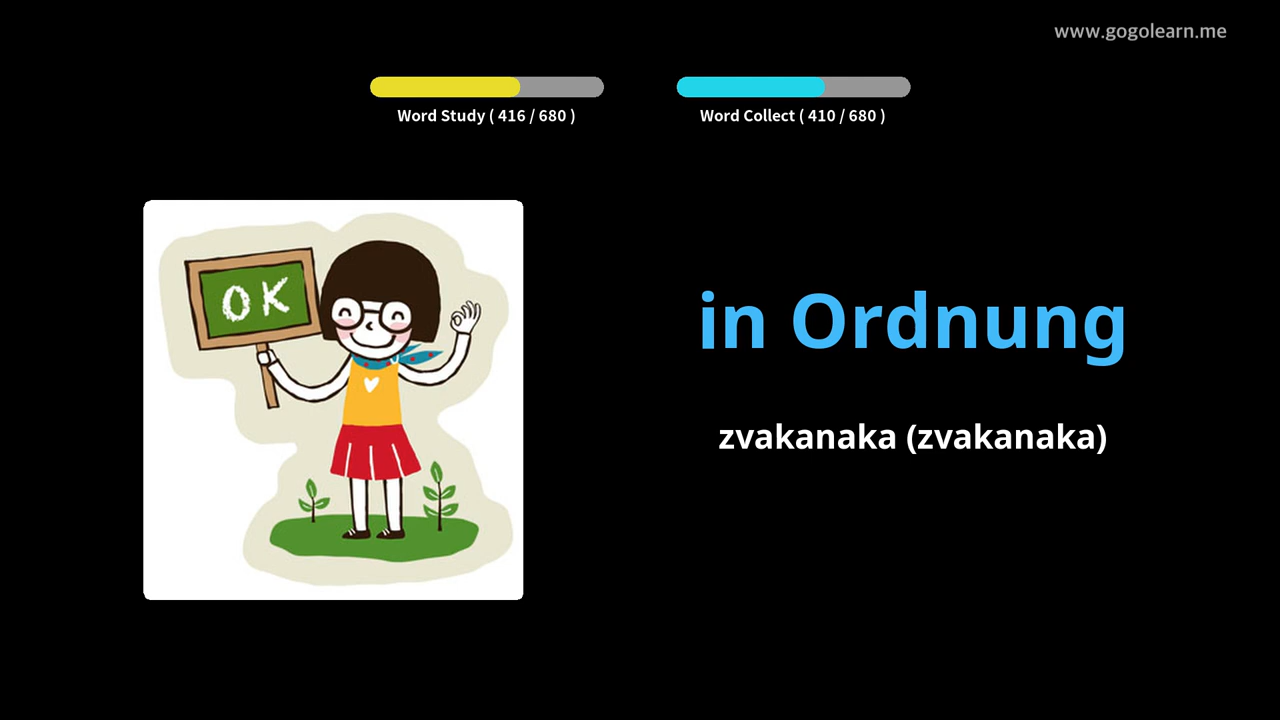 www.gogolearn.me
Word Study ( 416 / 680 )
Word Collect ( 410 / 680 )
OK
in Ordnung
zvakanaka (zvakanaka)